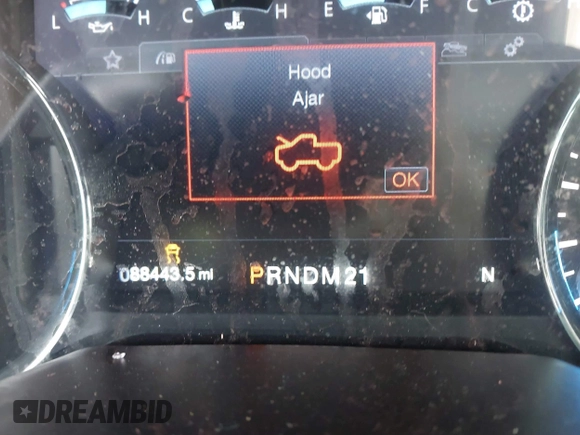 L H C H E F C
Hood
Ajar
OK
088443.5 mi PRNDM21 N
DREAMBID